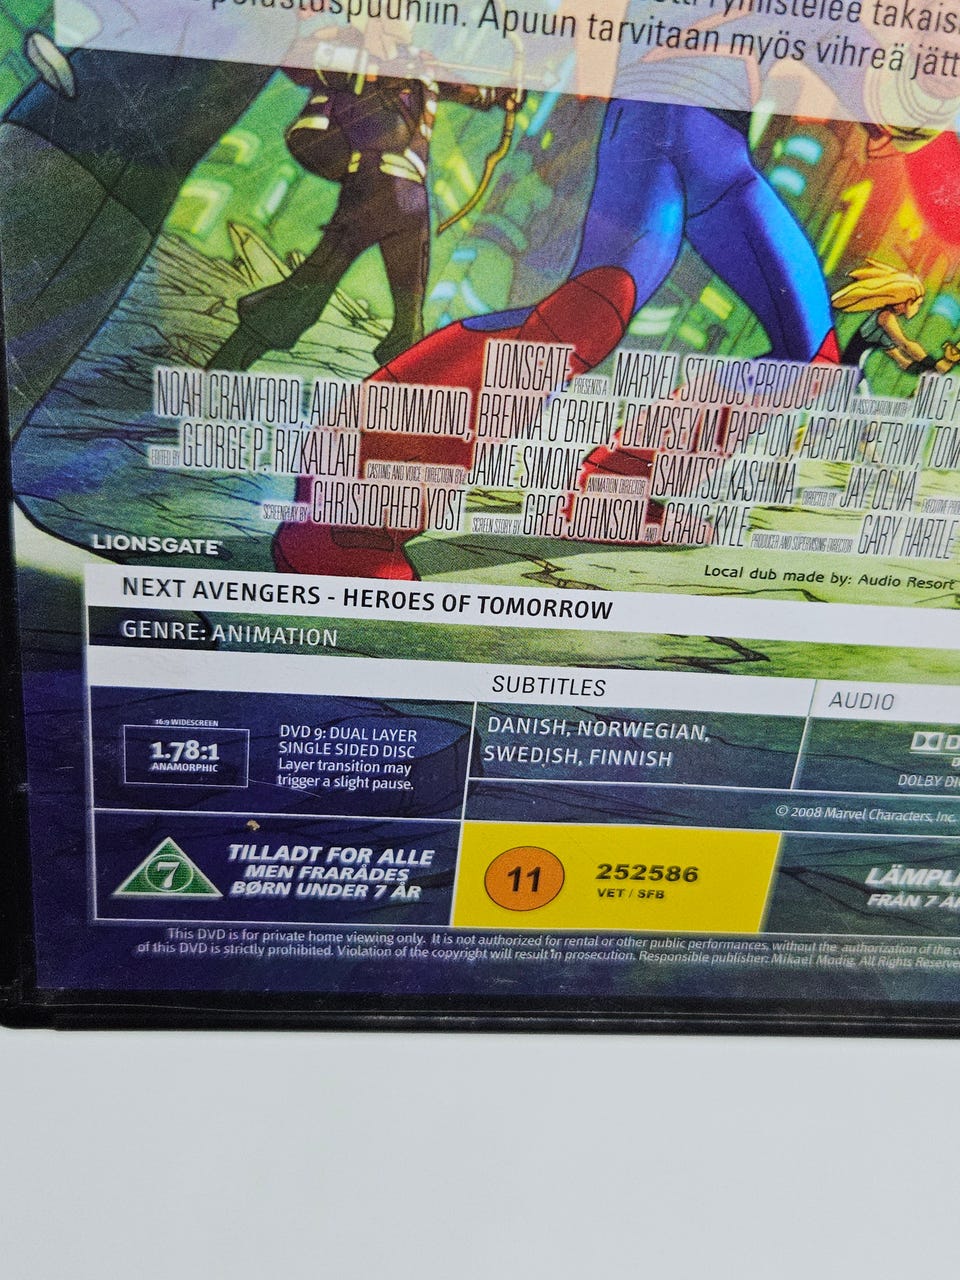 Apuun tarvitaan myös vihreä jätt
LIONSGATE PRESENTS A MARVEL STUDIOS PRODUCTION IN ASSOCIATION WITH MLG
NOAH CRAWFORD, AIDAN DRUMMOND, BRENNA O'BRIEN, DEMPSEY M. PAPPION, ADRIAN PETRIW, TOM
EDITED BY GEORGE P. RIZKALLAH CASTING AND VOICE DIRECTION BY JAMIE SIMONE ANIMATION DIRECTOR ISAMITSU KASHIMA DIRECTED BY JAY OLIVA EXECUTIVE
SCREENPLAY BY CHRISTOPHER YOST SCREEN STORY BY GREG JOHNSON AND CRAIG KYLE PRODUCER AND SUPERVISING DIRECTOR GARY HARTLE
LIONSGATE
Local dub made by: Audio Resort
NEXT AVENGERS - HEROES OF TOMORROW
GENRE: ANIMATION
SUBTITLES
AUDIO
16:9 WIDESCREEN
1.78:1
ANAMORPHIC
DVD 9: DUAL LAYER
SINGLE SIDED DISC
Layer transition may
trigger a slight pause.
DANISH, NORWEGIAN,
SWEDISH, FINNISH
DOLBY DI
© 2008 Marvel Characters, Inc.
7
TILLADT FOR ALLE
MEN FRARÅDES
BØRN UNDER 7 ÅR
11
252586
VET / SFB
LÄMPLI
FRÅN 7 Å
This DVD is for private home viewing only. It is not authorized for rental or other public performances, without the authorization of the
of this DVD is strictly prohibited. Violation of the copyright will result in prosecution. Responsible publisher: Mikael Modig. All Rights Reserve